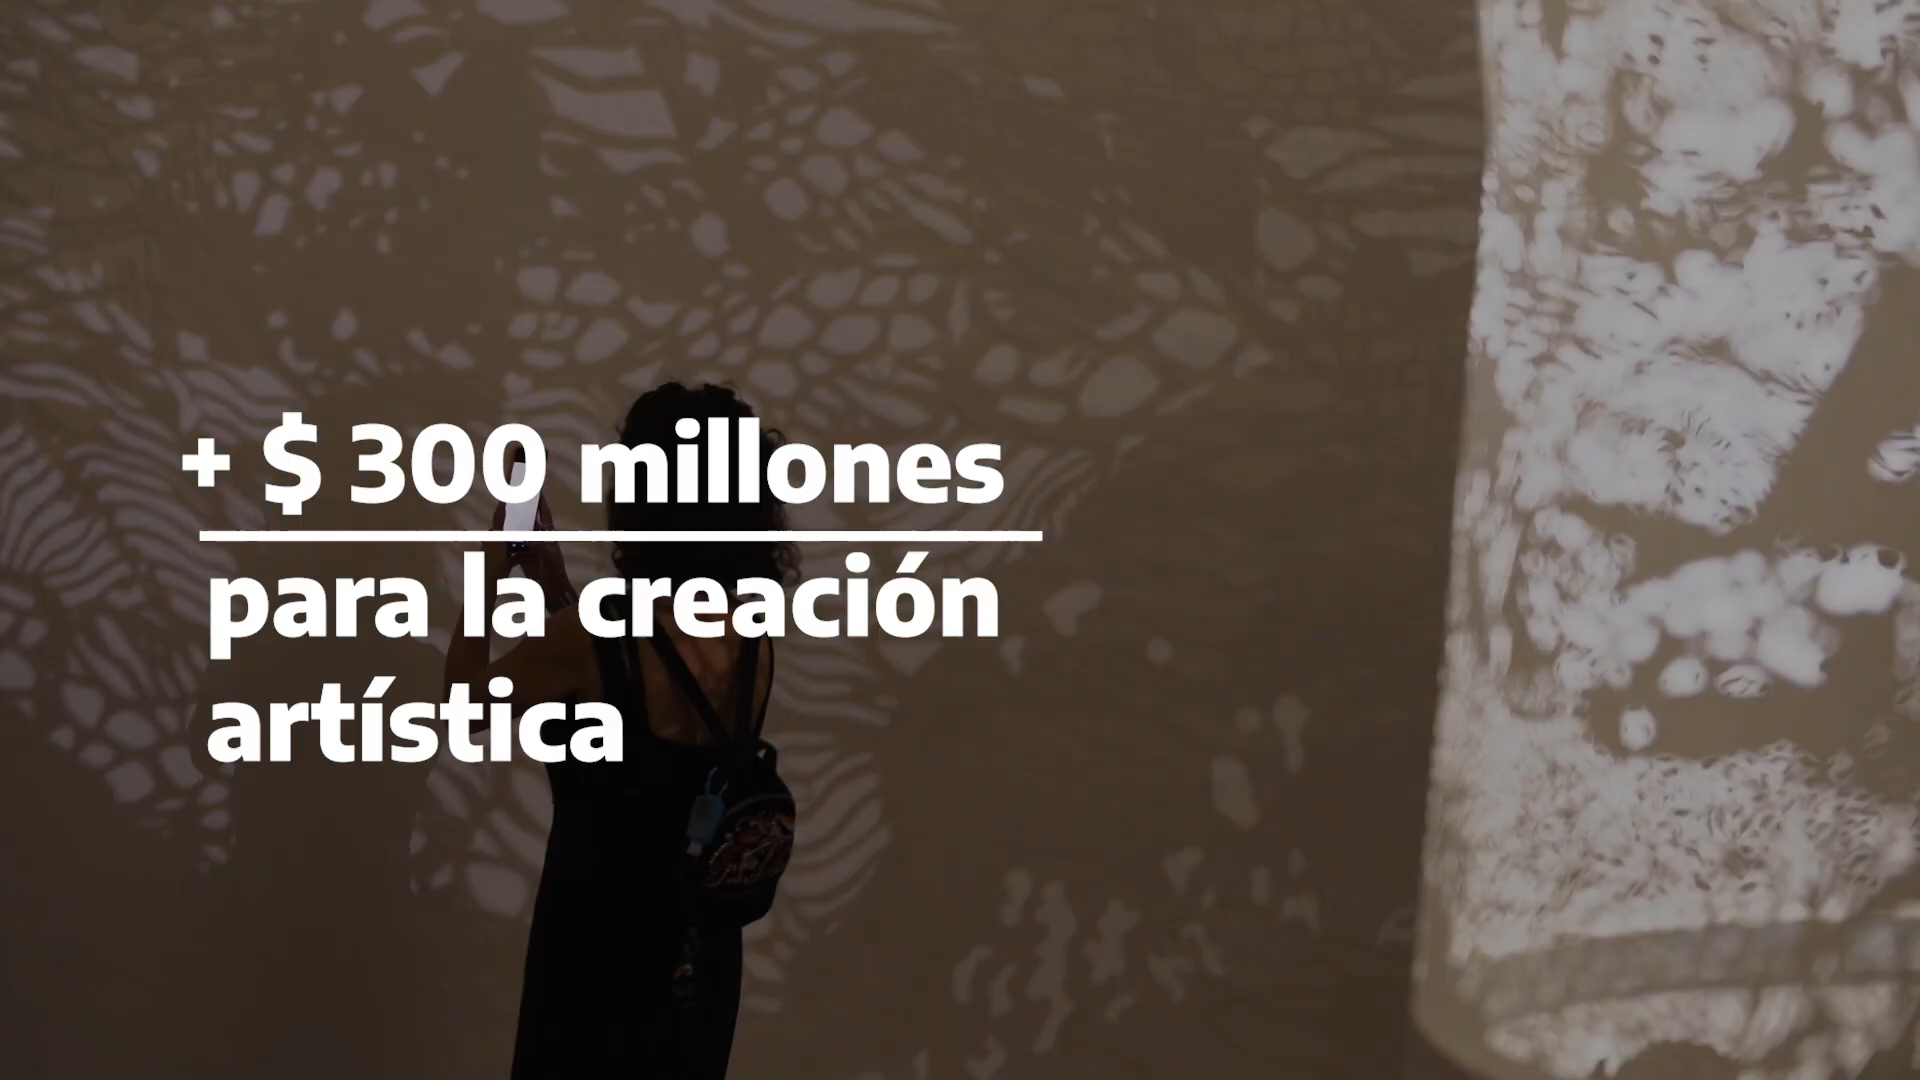 + $ 300 millones
para la creación
artística